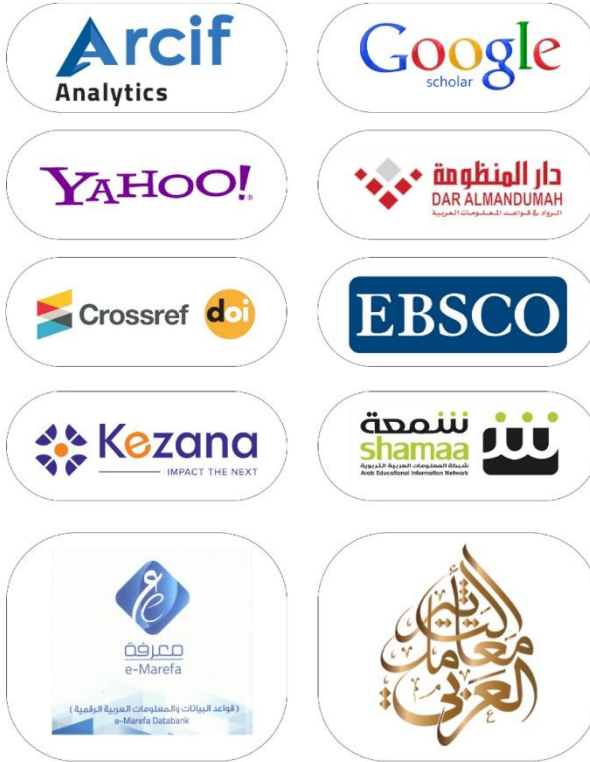 Arcif
Analytics
Google
scholar
YAHOO!
دار المنظومة
DAR ALMANDUMAH
الرواد في قواعد المعلومات العربية
Crossref doi
EBSCO
Kezana
IMPACT THE NEXT
شمعة
shamaa
شبكة المعلومات العربية التربوية
Arab Educational Information Network
معرفة
e-Marefa
(قواعد البيانات والمعلومات العربية الرقمية)
e-Marefa Databank
معامل التأثير العربي